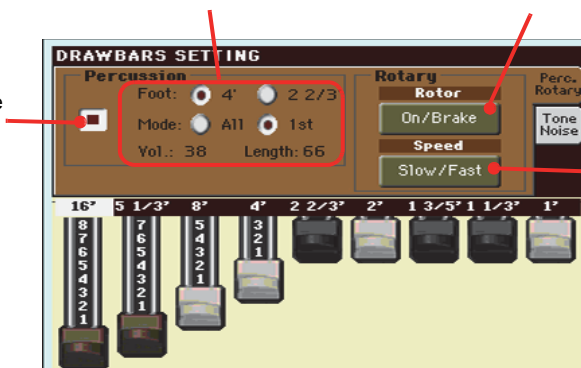 e
DRAWBARS SETTING
Percussion
Foot: 4' 2 2/3'
Mode: All 1st
Vol.: 38 Length: 66
Rotary
Rotor
On/Brake
Speed
Slow/Fast
Perc.
Rotary
Tone
Noise
16' 5 1/3' 8' 4' 2 2/3' 2' 1 3/5' 1 1/3' 1'
8 7 5 3
7 6 4 2
6 5 3 1
5 4 2
4 3 1
3 2
2 1
1